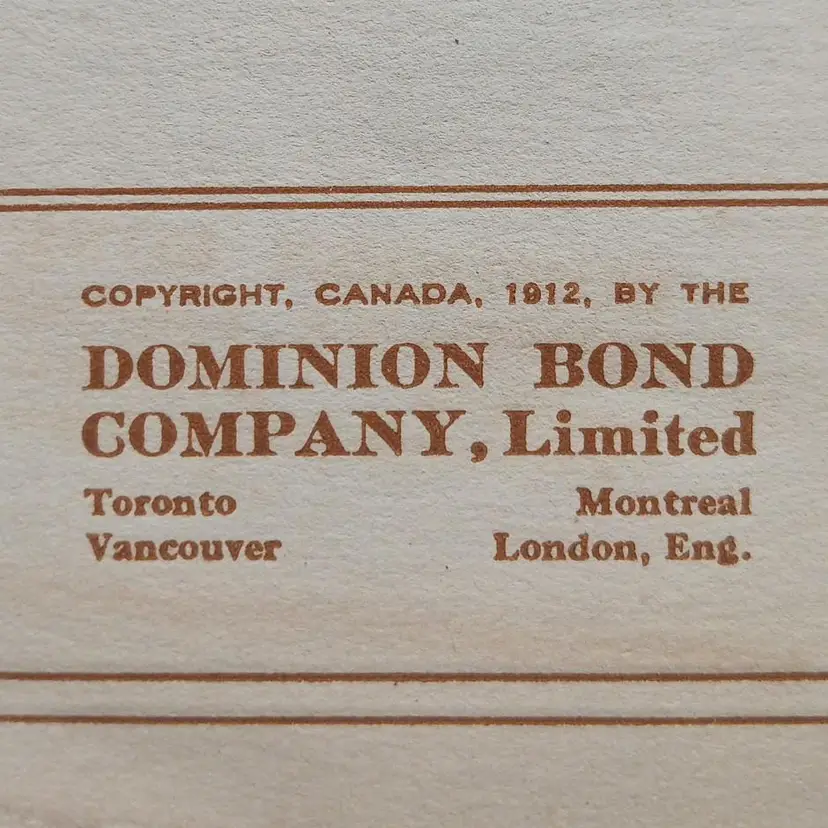 COPYRIGHT, CANADA, 1912, BY THE
DOMINION BOND
COMPANY, Limited
Toronto Montreal
Vancouver London, Eng.